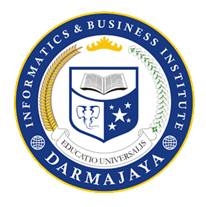 INFORMATICS & BUSINESS INSTITUTE
EDUCATIO UNIVERSALIS
DARMAJAYA